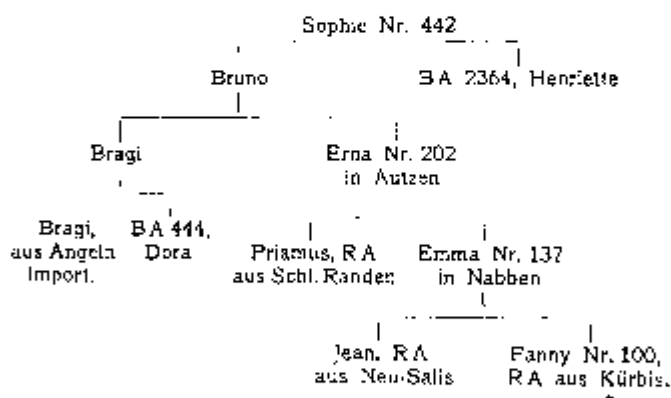 Sophie Nr. 442
Bruno BA 2364, Henriette
Bragi Erna Nr. 202
in Autzen
Bragi, BA 444, Priamus, RA Emma Nr. 137
aus Angeln Dora aus Schl. Randen in Nabben
Import.
Jean, RA Fanny Nr. 100,
aus Neu-Salis RA aus Kürbis.